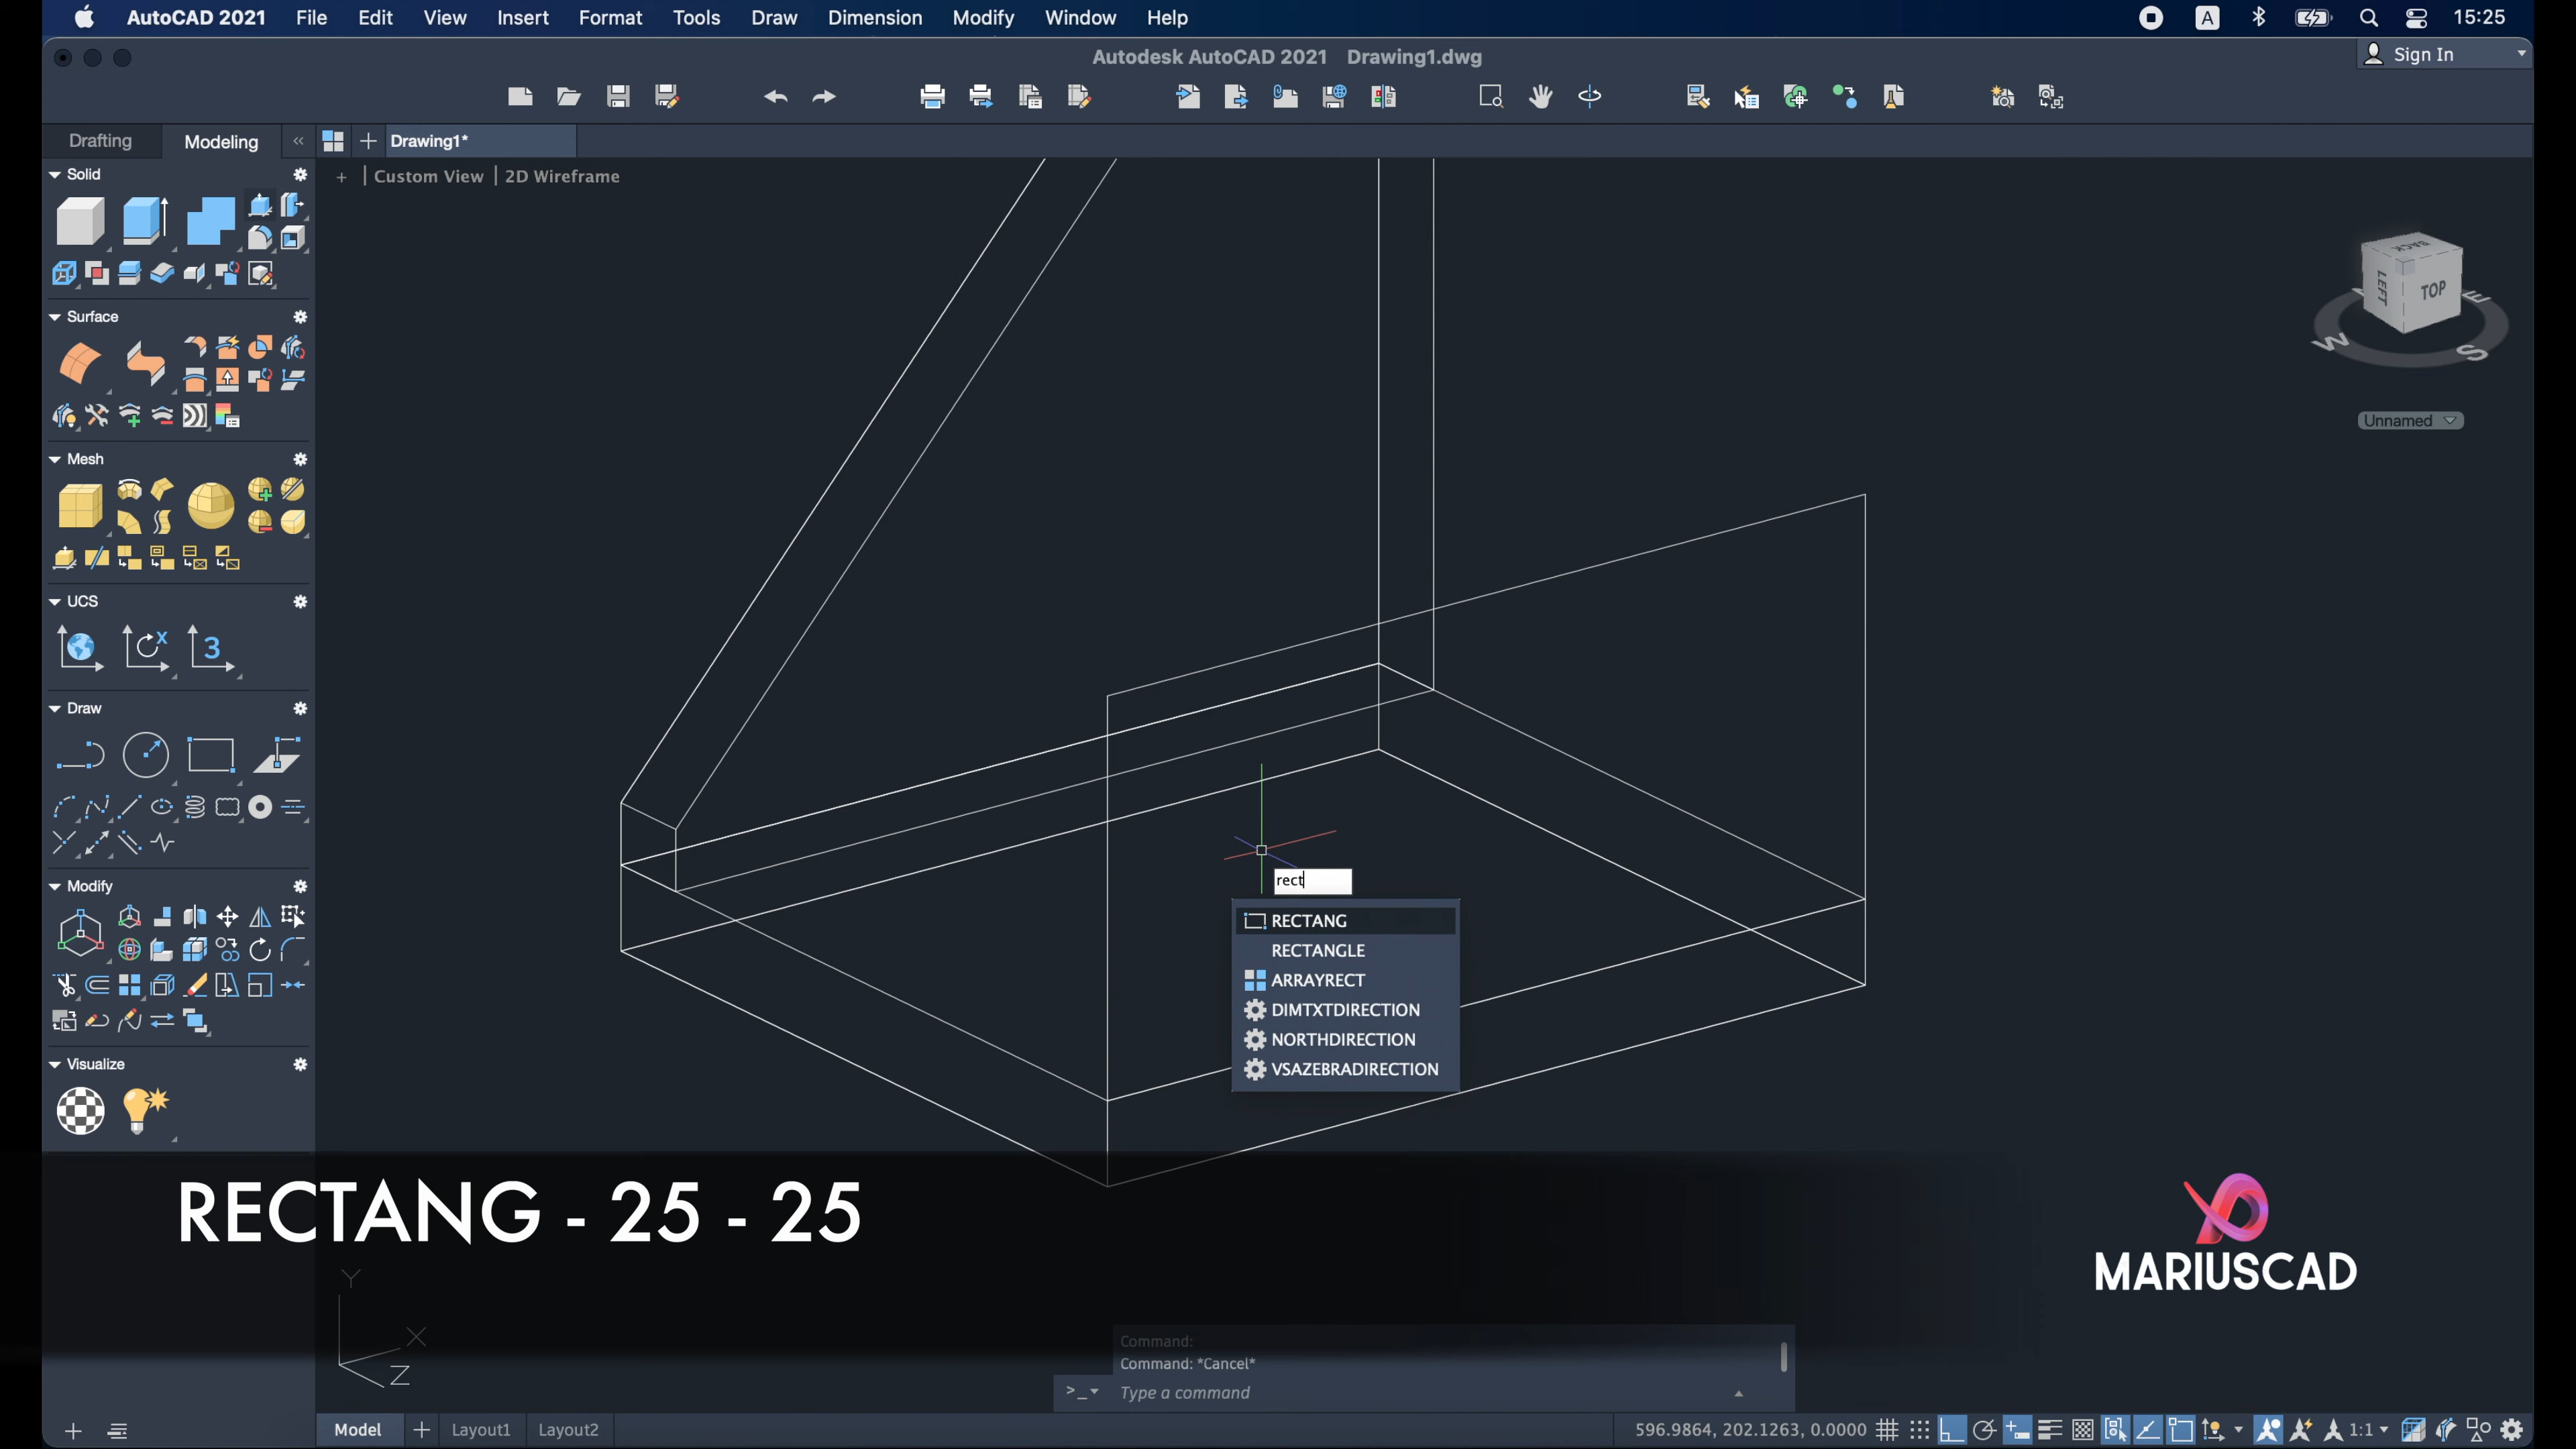 AutoCAD 2021 File Edit View Insert Format Tools Draw Dimension Modify Window Help A 15:25
Autodesk AutoCAD 2021 Drawing1.dwg
Sign In
Drafting Modeling « + Drawing1*
Solid
+ | Custom View | 2D Wireframe
BACK
LEFT TOP
E
W S
Unnamed
Surface
Mesh
UCS
X 3
Draw
Modify
Visualize
rect
RECTANG
RECTANGLE
ARRAYRECT
DIMTXTDIRECTION
NORTHDIRECTION
VSAZEBRADIRECTION
RECTANG - 25 - 25
MARIUSCAD
Y
X
Z
Command:
Command: *Cancel*
>_ Type a command
Model + Layout1 Layout2 596.9864, 202.1263, 0.0000 1:1